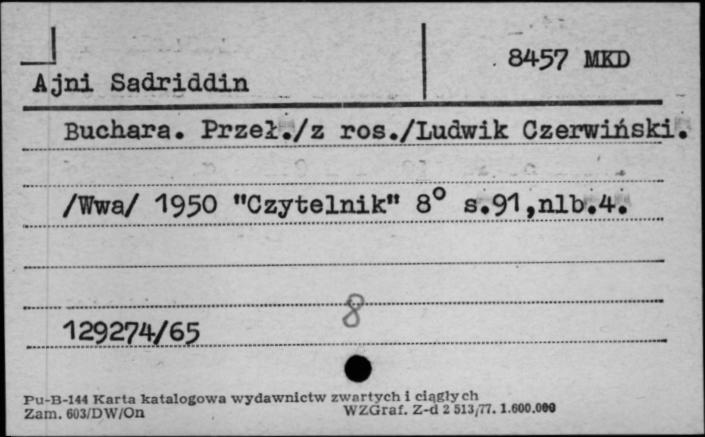 8457 MKD
Ajni Sadriddin
Buchara. Przeł./z ros./Ludwik Czerwiński.
/Wwa/ 1950 "Czytelnik" 8° s.91,nlb.4.
8
129274/65
Pu-B-144 Karta katalogowa wydawnictw zwartych i ciągłych
Zam. 603/DW/On WZGraf. Z-d 2 513/77. 1.600.000